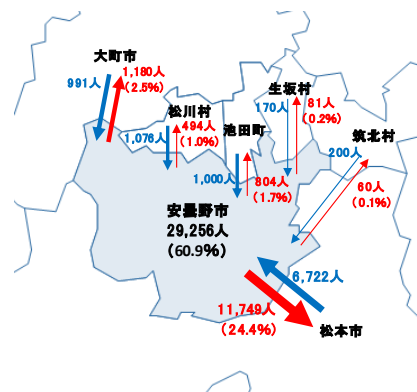 大町市
991人
1,180人
(2.5%)
松川村
1,076人
494人
(1.0%)
池田町
1,000人
804人
(1.7%)
生坂村
170人
81人
(0.2%)
筑北村
200人
60人
(0.1%)
安曇野市
29,256人
(60.9%)
6,722人
11,749人
(24.4%)
松本市